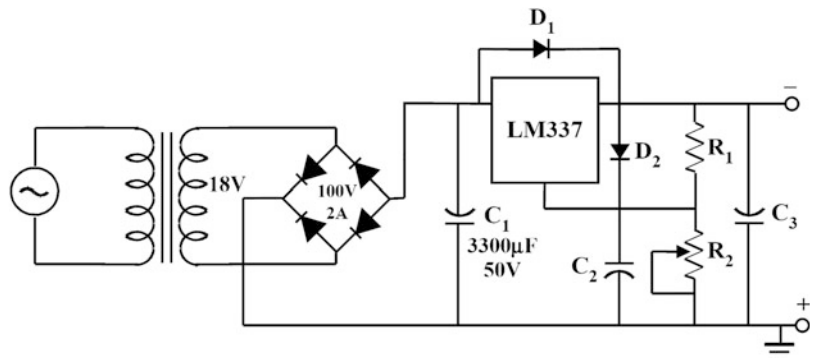 D1
−
LM337
R1
D2
18V
100V
2A
C1
3300μF
50V
C2
R2
C3
+